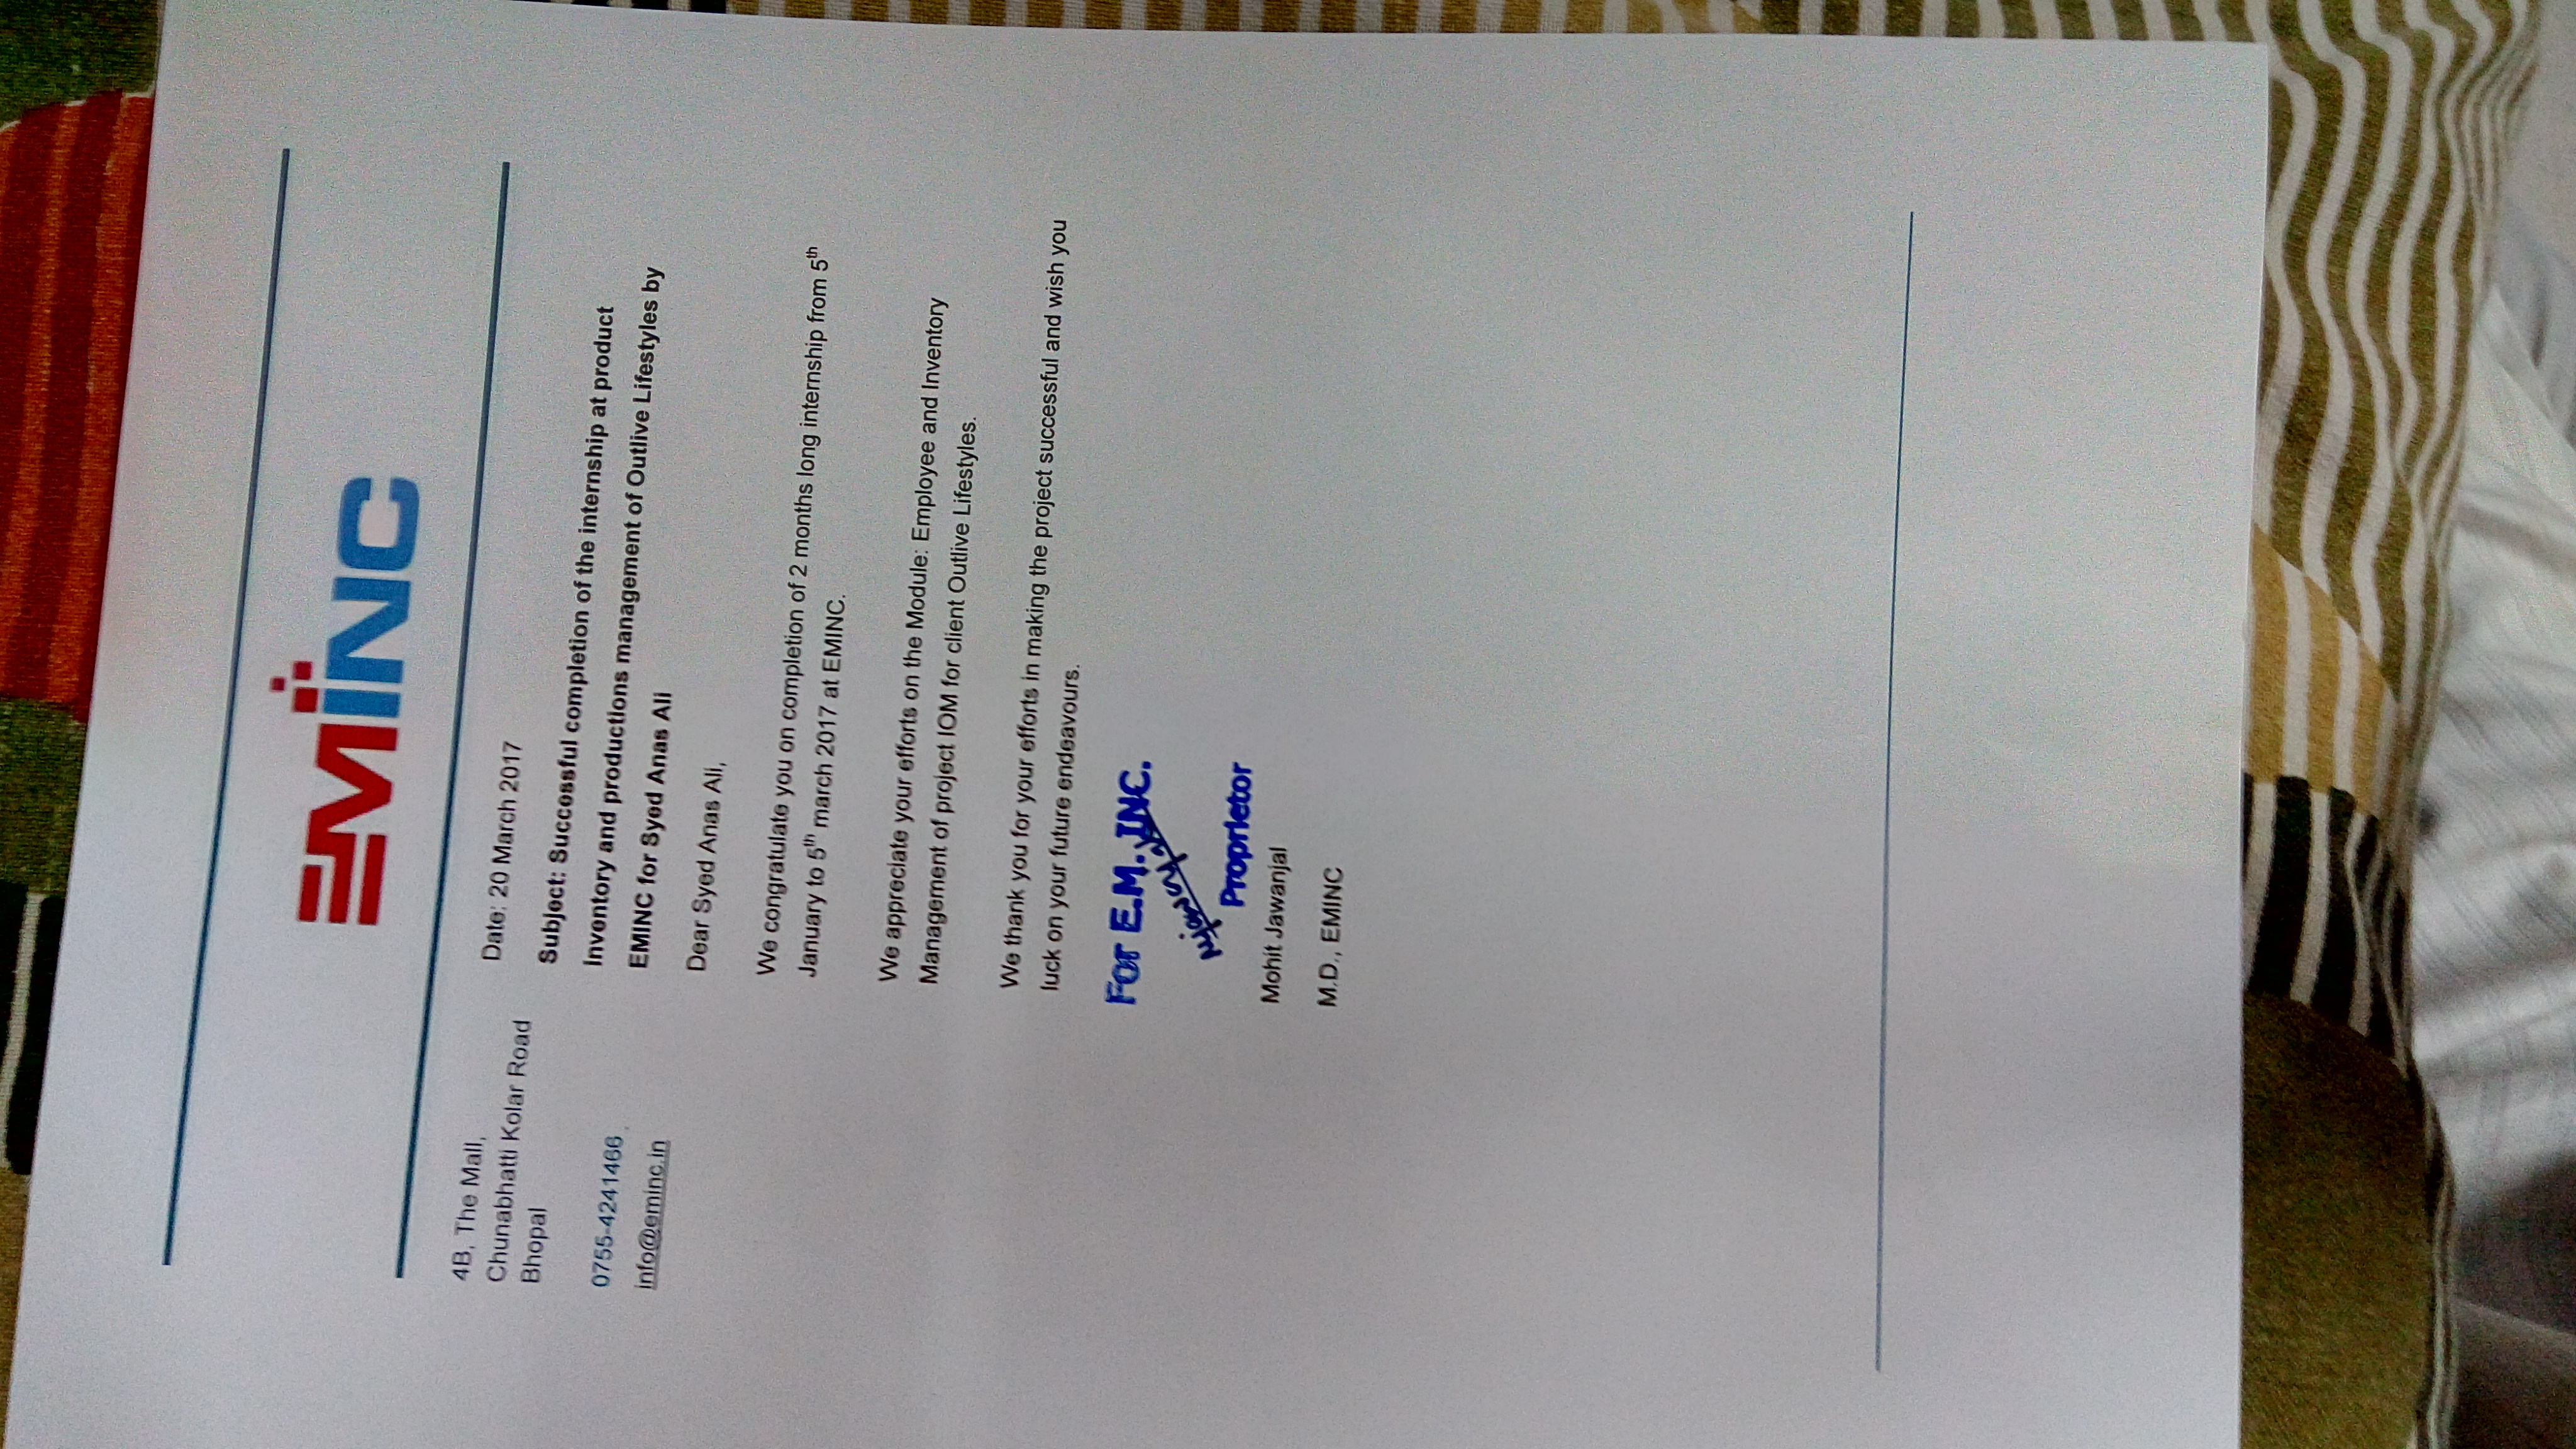 EMINC
4B, The Mall,
Chunabhatti Kolar Road
Bhopal
0755-4241466
info@eminc.in
Date: 20 March 2017
Subject: Successful completion of the internship at product
Inventory and productions management of Outlive Lifestyles by
EMINC for Syed Anas Ali
Dear Syed Anas Ali,
We congratulate you on completion of 2 months long internship from 5th
January to 5th march 2017 at EMINC.
We appreciate your efforts on the Module: Employee and Inventory
Management of project IOM for client Outlive Lifestyles.
We thank you for your efforts in making the project successful and wish you
luck on your future endeavours.
For E.M. INC.
Proprietor
Mohit Jawanjal
M.D., EMINC